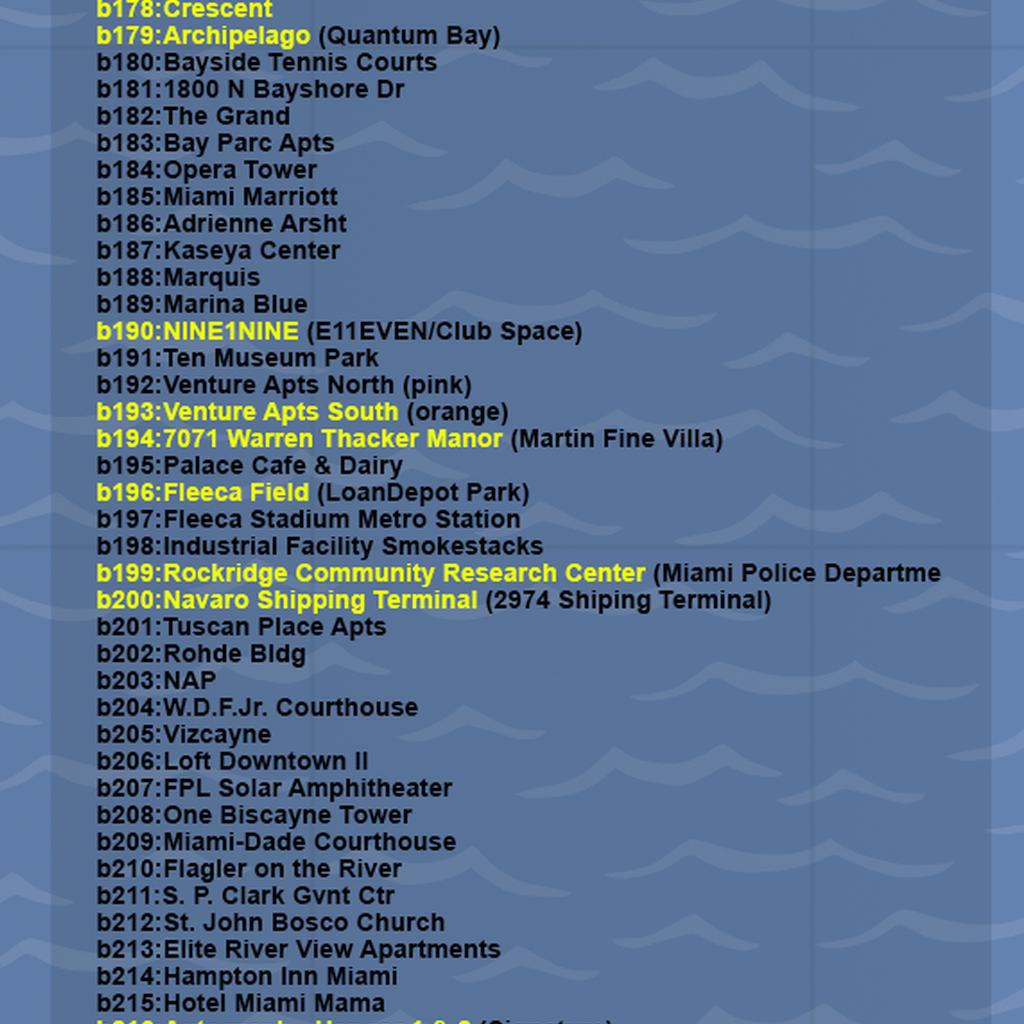 b178:Crescent
b179:Archipelago (Quantum Bay)
b180:Bayside Tennis Courts
b181:1800 N Bayshore Dr
b182:The Grand
b183:Bay Parc Apts
b184:Opera Tower
b185:Miami Marriott
b186:Adrienne Arsht
b187:Kaseya Center
b188:Marquis
b189:Marina Blue
b190:NINE1NINE (E11EVEN/Club Space)
b191:Ten Museum Park
b192:Venture Apts North (pink)
b193:Venture Apts South (orange)
b194:7071 Warren Thacker Manor (Martin Fine Villa)
b195:Palace Cafe & Dairy
b196:Fleeca Field (LoanDepot Park)
b197:Fleeca Stadium Metro Station
b198:Industrial Facility Smokestacks
b199:Rockridge Community Research Center (Miami Police Departme
b200:Navaro Shipping Terminal (2974 Shiping Terminal)
b201:Tuscan Place Apts
b202:Rohde Bldg
b203:NAP
b204:W.D.F.Jr. Courthouse
b205:Vizcayne
b206:Loft Downtown II
b207:FPL Solar Amphitheater
b208:One Biscayne Tower
b209:Miami-Dade Courthouse
b210:Flagler on the River
b211:S. P. Clark Gvnt Ctr
b212:St. John Bosco Church
b213:Elite River View Apartments
b214:Hampton Inn Miami
b215:Hotel Miami Mama